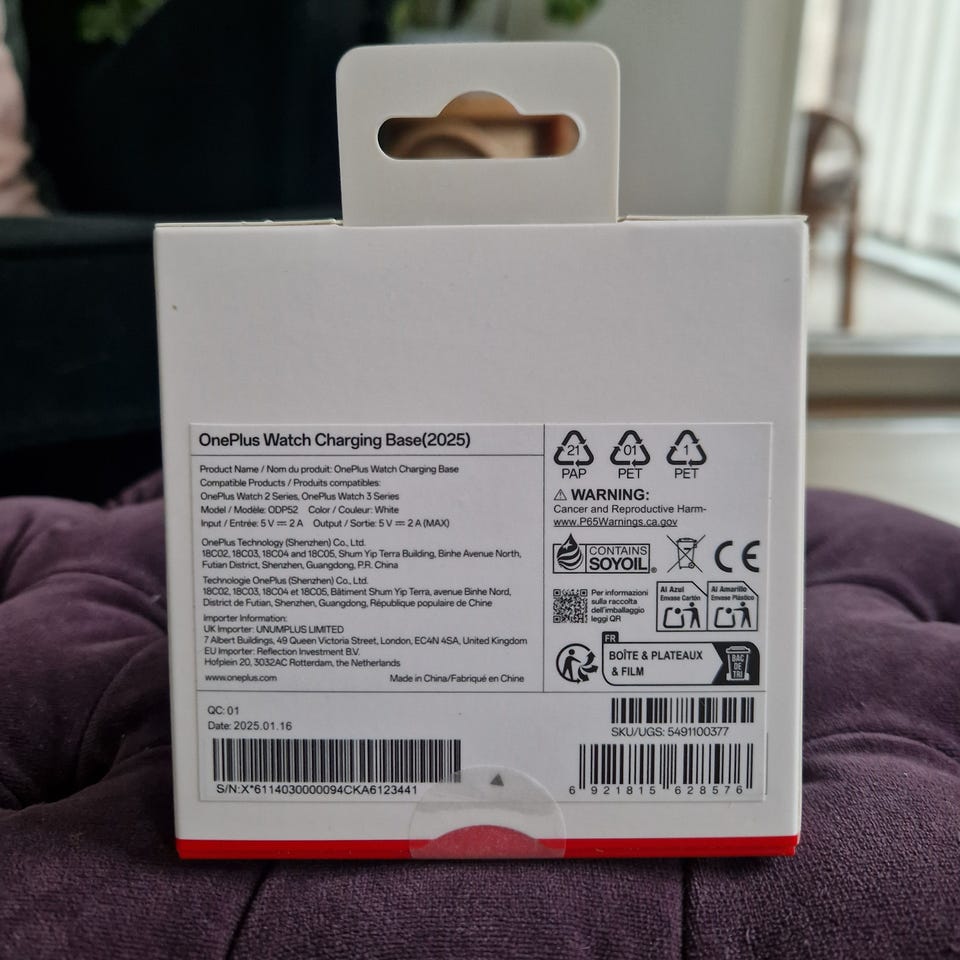 OnePlus Watch Charging Base(2025)
Product Name / Nom du produit: OnePlus Watch Charging Base
Compatible Products / Produits compatibles:
OnePlus Watch 2 Series, OnePlus Watch 3 Series
Model / Modèle: ODP52 Color / Couleur: White
Input / Entrée: 5 V ⎓ 2 A Output / Sortie: 5 V ⎓ 2 A (MAX)
OnePlus Technology (Shenzhen) Co., Ltd.
18C02, 18C03, 18C04 and 18C05, Shum Yip Terra Building, Binhe Avenue North,
Futian District, Shenzhen, Guangdong, P.R. China
Technologie OnePlus (Shenzhen) Co., Ltd.
18C02, 18C03, 18C04 et 18C05, Bâtiment Shum Yip Terra, avenue Binhe Nord,
District de Futian, Shenzhen, Guangdong, République populaire de Chine
Importer Information:
UK Importer: UNUMPLUS LIMITED
7 Albert Buildings, 49 Queen Victoria Street, London, EC4N 4SA, United Kingdom
EU Importer: Reflection Investment B.V.
Hofplein 20, 3032AC Rotterdam, the Netherlands
www.oneplus.com Made in China/Fabriqué en Chine
21 01 1
PAP PET PET
⚠ WARNING:
Cancer and Reproductive Harm-
www.P65Warnings.ca.gov
CONTAINS
SOYOIL®
CE
Per informazioni
sulla raccolta
dell'imballaggio
leggi QR
Al Azul
Envase Cartón
Al Amarillo
Envase Plástico
FR
BOÎTE & PLATEAUX
& FILM
BAC
DE
TRI
QC: 01
Date: 2025.01.16
S/N:X*6114030000094CKA6123441
SKU/UGS: 5491100377
6 921815 628576